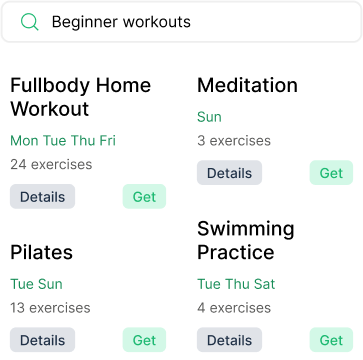 Beginner workouts
Fullbody Home
Workout
Mon Tue Thu Fri
24 exercises
Details
Get
Meditation
Sun
3 exercises
Details
Get
Pilates
Tue Sun
13 exercises
Details
Get
Swimming
Practice
Tue Thu Sat
4 exercises
Details
Get